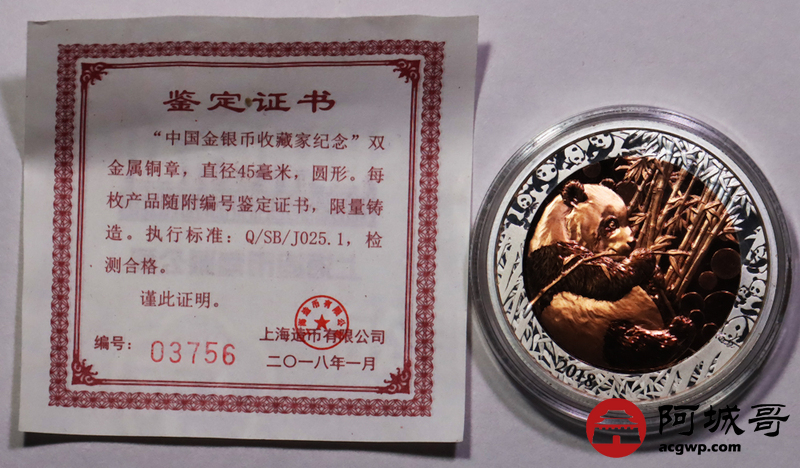 鉴定证书
“中国金银币收藏家纪念”双
金属铜章，直径45毫米，圆形。每
枚产品随附编号鉴定证书，限量铸
造。执行标准：Q/SB/J025.1，检
测合格。
谨此证明。
上海造币有限公司
编号：03756
二〇一八年一月
2018
阿城哥
acgwp.com